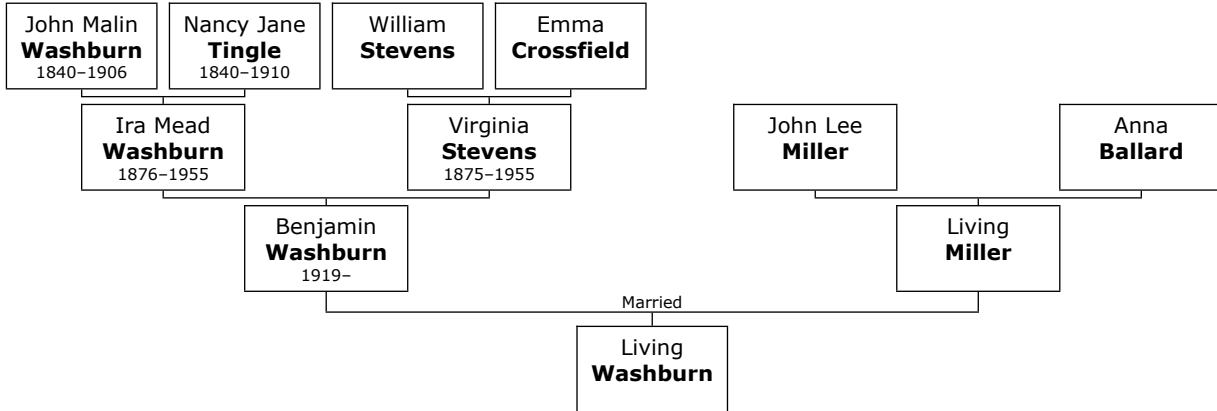 John Malin
Washburn
1840–1906
Nancy Jane
Tingle
1840–1910
William
Stevens
Emma
Crossfield
Ira Mead
Washburn
1876–1955
Virginia
Stevens
1875–1955
John Lee
Miller
Anna
Ballard
Benjamin
Washburn
1919–
Living
Miller
Married
Living
Washburn